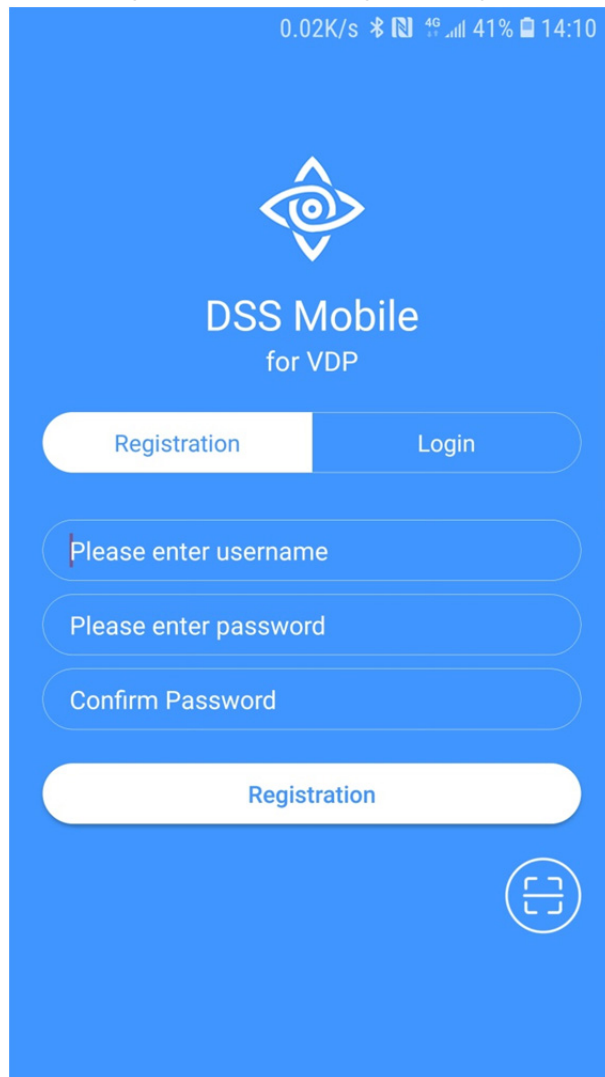 0.02K/s 4G 41% 14:10
DSS Mobile
for VDP
Registration Login
Please enter username
Please enter password
Confirm Password
Registration